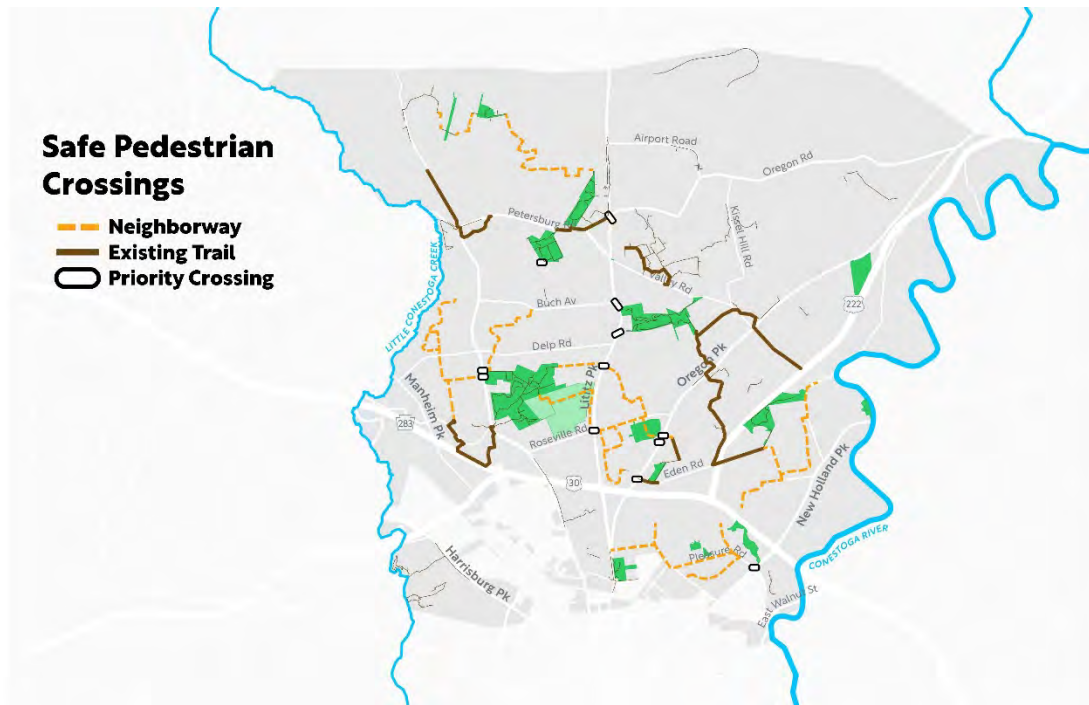 Safe Pedestrian
Crossings
Neighborway
Existing Trail
Priority Crossing
Airport Road
Oregon Rd
Kissel Hill Rd
Petersburg
Valley Rd
222
LITTLE CONESTOGA CREEK
Buch Av
Delp Rd
Oregon Pk
Manheim Pk
Lititz Pk
283
Roseville Rd
Eden Rd
30
New Holland Pk
CONESTOGA RIVER
Pleasure Rd
Harrisburg Pk
East Walnut St